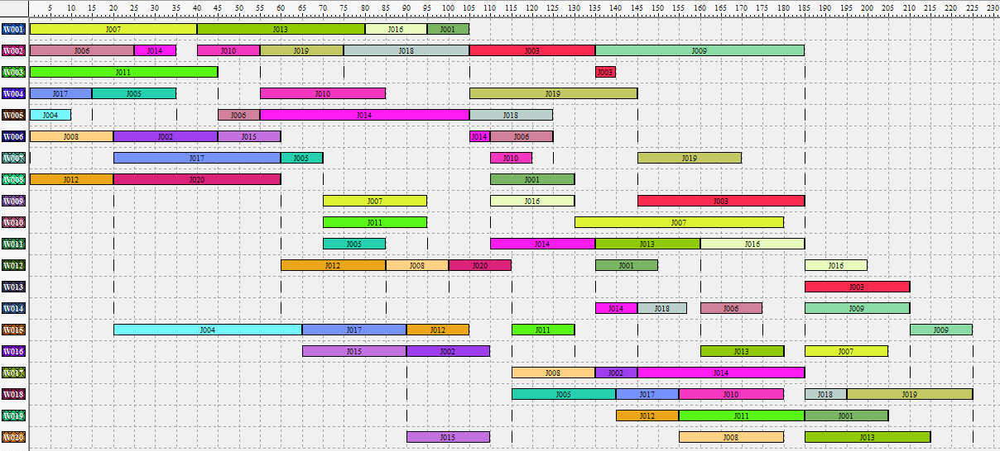 5 10 15 20 25 30 35 40 45 50 55 60 65 70 75 80 85 90 95 100 105 110 115 120 125 130 135 140 145 150 155 160 165 170 175 180 185 190 195 200 205 210 215 220 225 230
W001 J007 J013 J016 J001
W002 J006 J014 J010 J019 J018 J003 J009
W003 J011 J003
W004 J017 J005 J010 J019
W005 J004 J006 J014 J018
W006 J008 J002 J015 J014 J006
W007 J017 J005 J010 J019
W008 J012 J020 J001
W009 J007 J016 J003
W010 J011 J007
W011 J005 J014 J013 J016
W012 J012 J008 J020 J001 J016
W013 J003
W014 J014 J018 J006 J009
W015 J004 J017 J012 J011 J009
W016 J015 J002 J013 J007
W017 J008 J002 J014
W018 J005 J017 J010 J018 J019
W019 J012 J011 J001
W020 J015 J008 J013